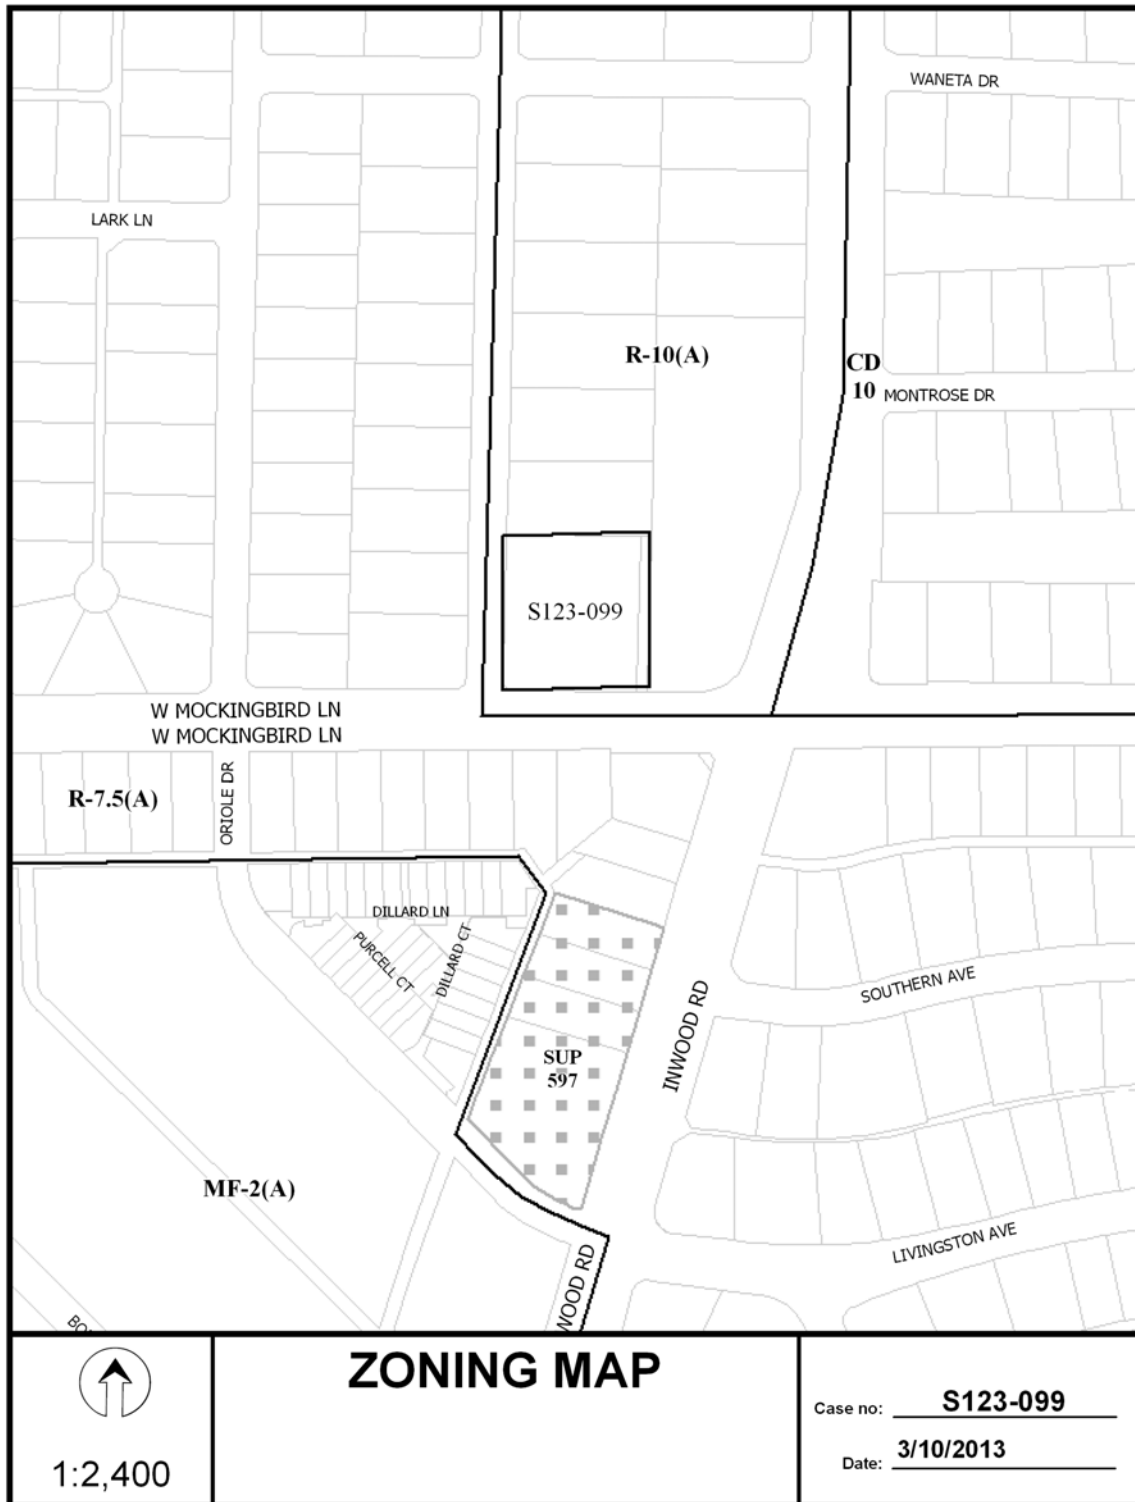 WANETA DR
LARK LN
R-10(A)
CD
10
MONTROSE DR
S123-099
W MOCKINGBIRD LN
W MOCKINGBIRD LN
ORIOLE DR
R-7.5(A)
DILLARD LN
PURCELL CT
DILLARD CT
SOUTHERN AVE
INWOOD RD
SUP
597
MF-2(A)
LIVINGSTON AVE
WOOD RD
ZONING MAP
1:2,400
Case no: S123-099
Date: 3/10/2013